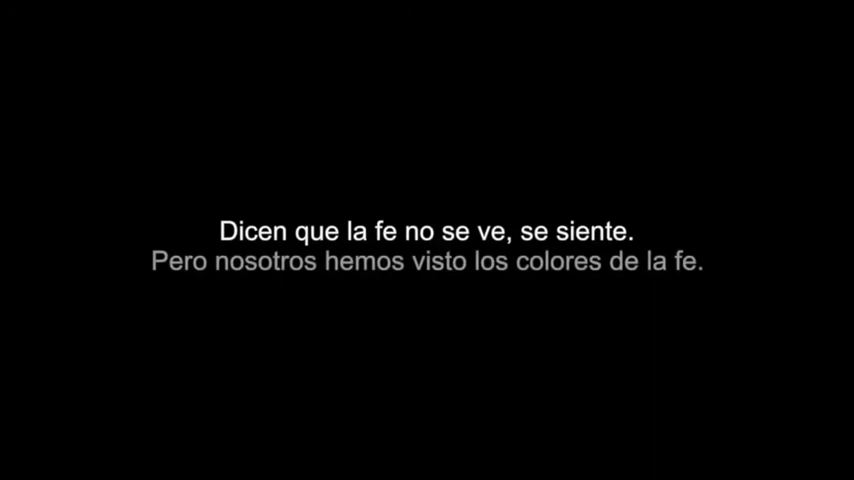 Dicen que la fe no se ve, se siente.
Pero nosotros hemos visto los colores de la fe.